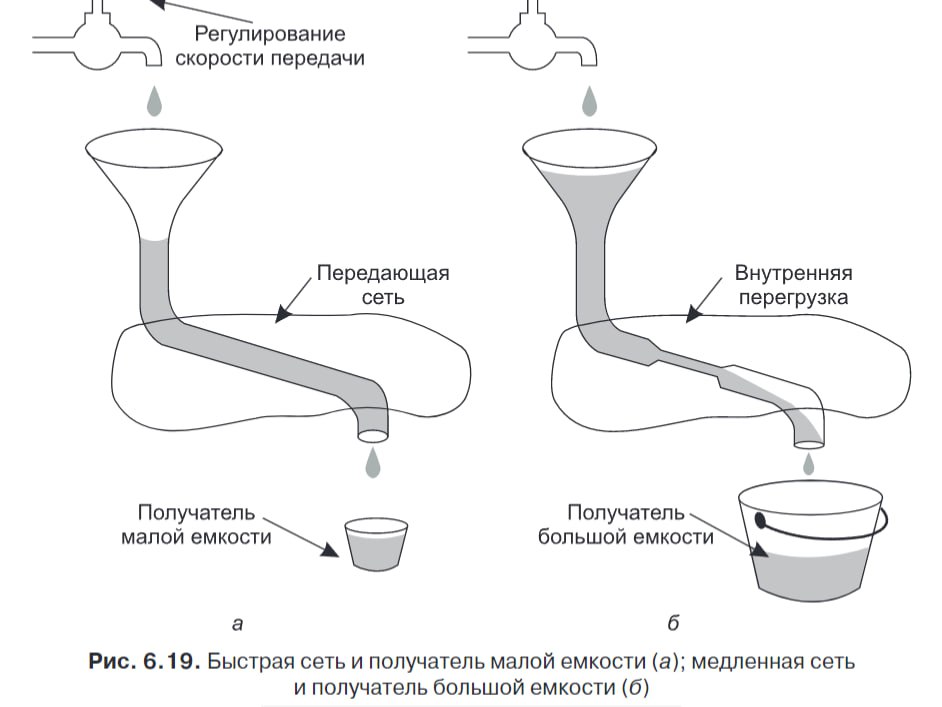 Регулирование
скорости передачи
Передающая
сеть
Внутренняя
перегрузка
Получатель
малой емкости
Получатель
большой емкости
а
б
Рис. 6.19. Быстрая сеть и получатель малой емкости (а); медленная сеть
и получатель большой емкости (б)